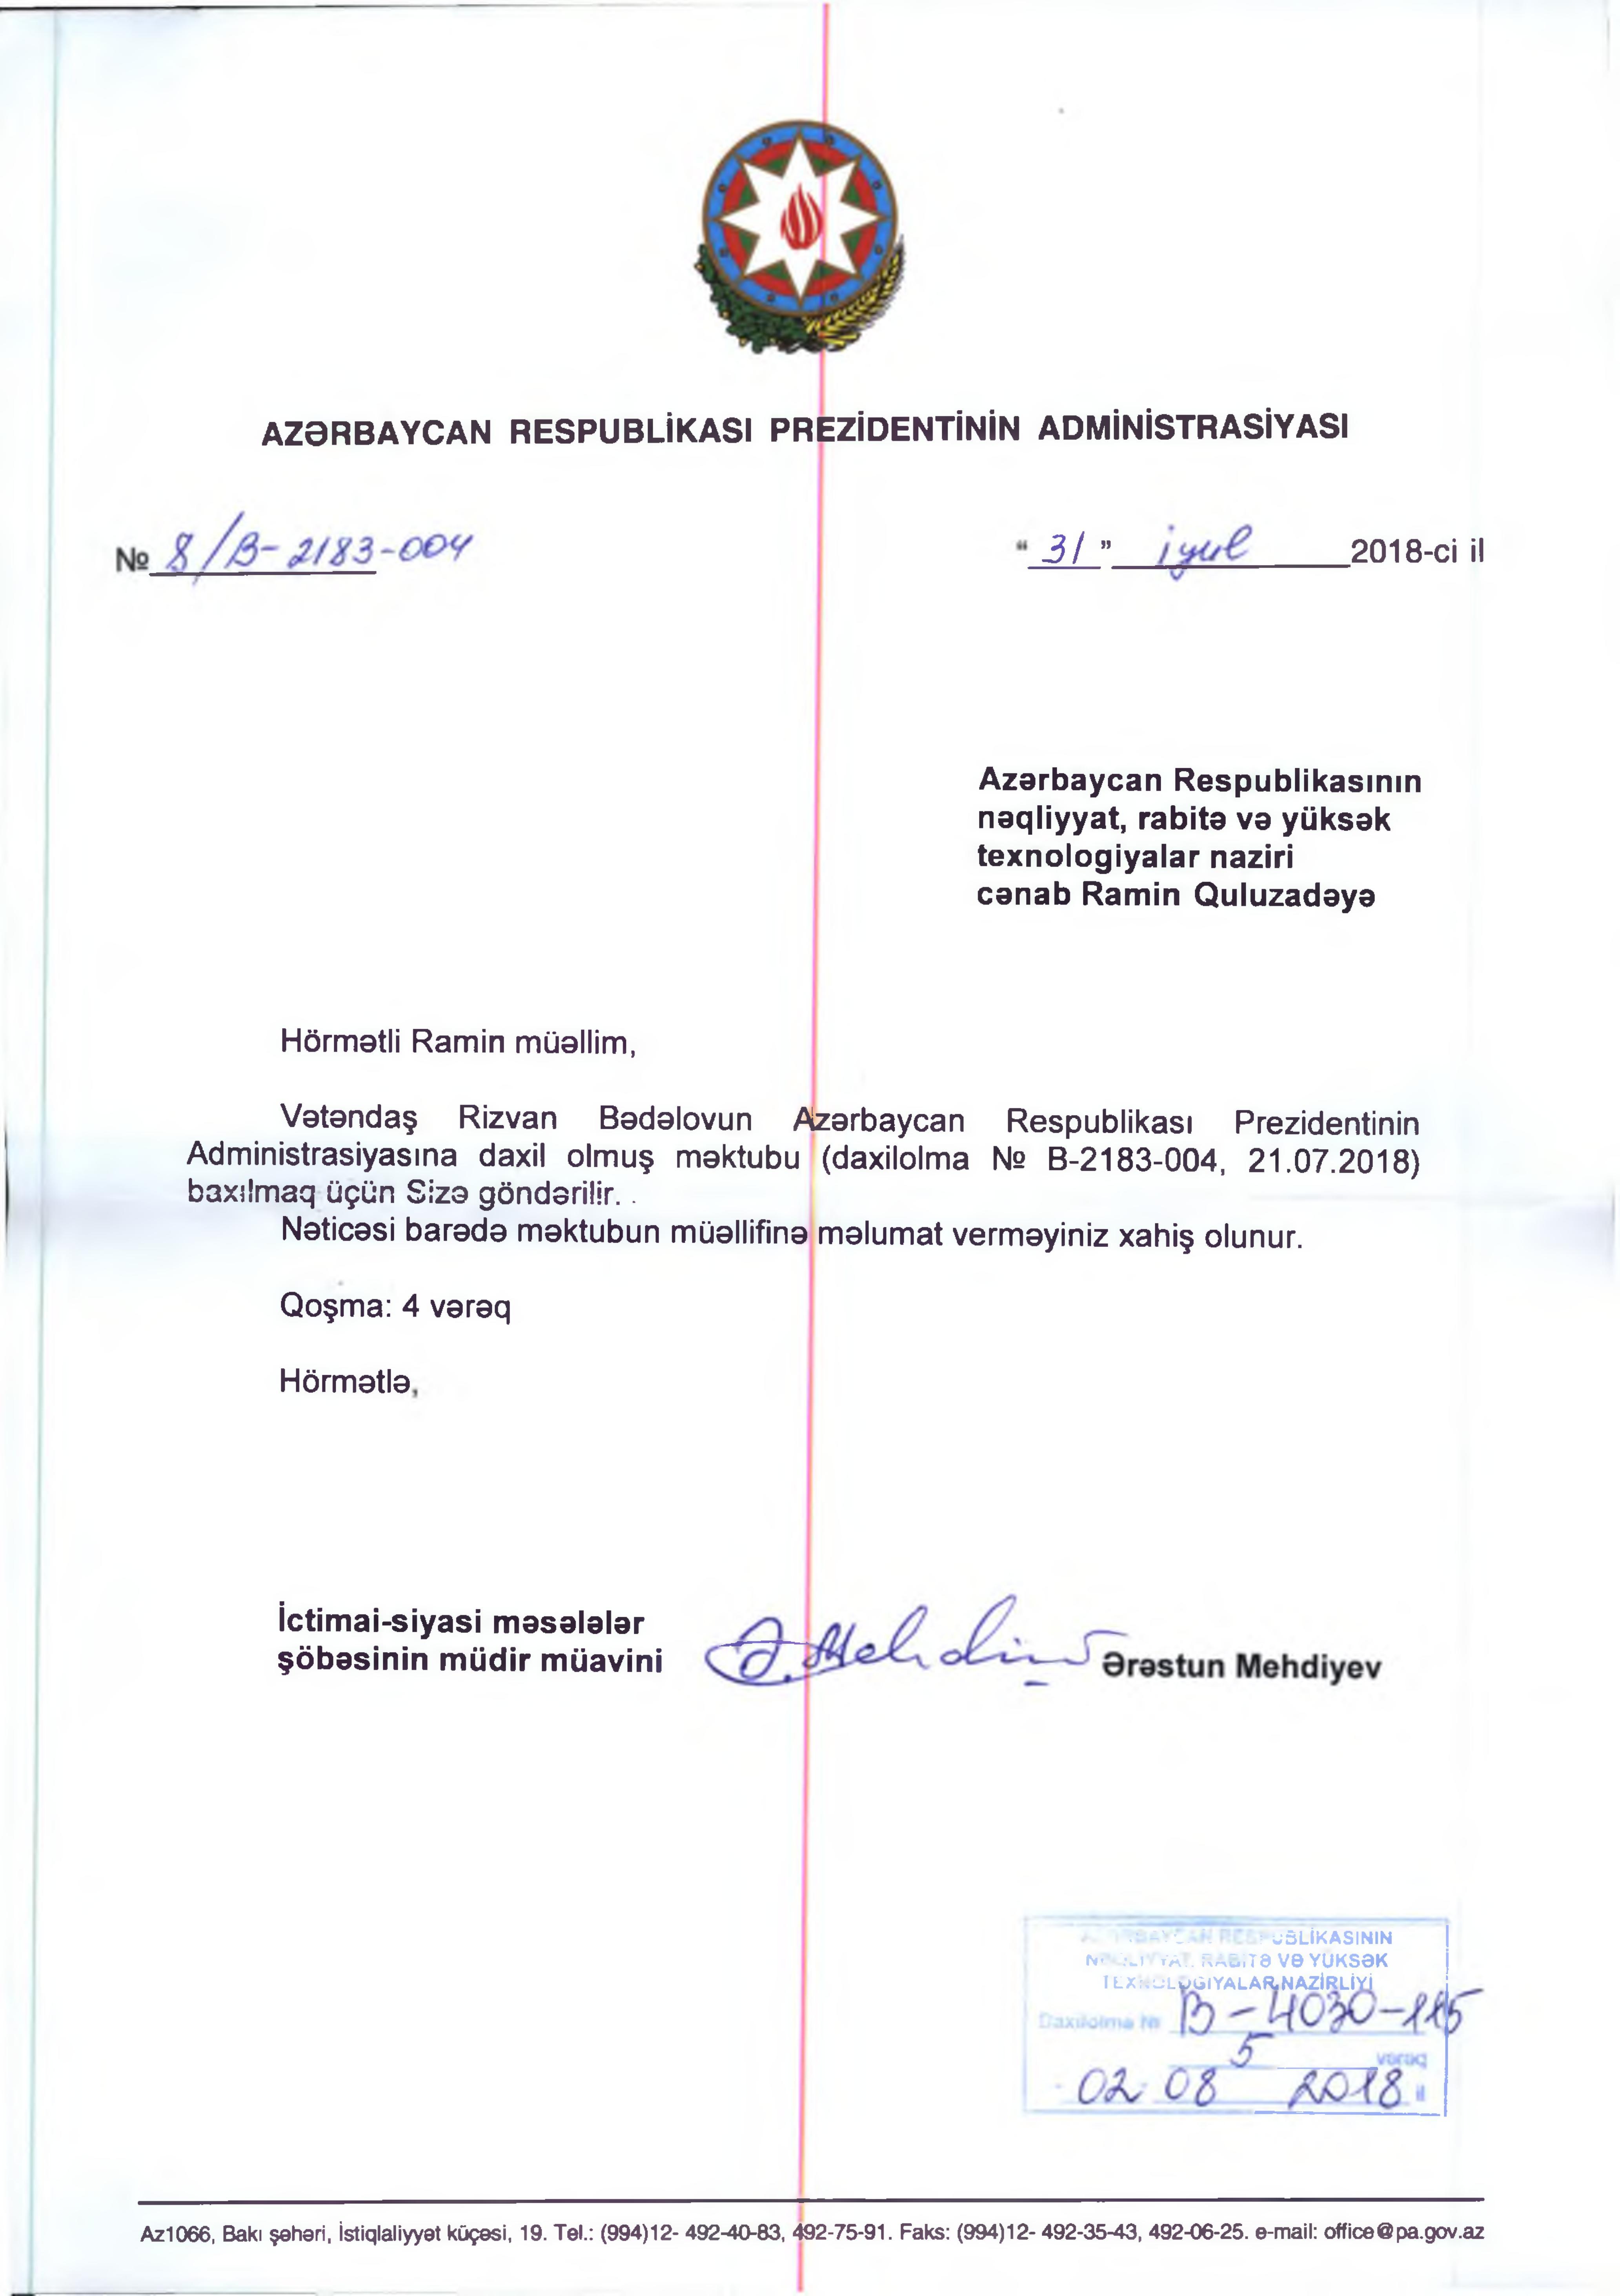 AZƏRBAYCAN RESPUBLİKASI PREZİDENTİNİN ADMİNİSTRASİYASI
№ 8/B-2183-004 “ 31 ” iyul 2018-ci il
Azərbaycan Respublikasının
nəqliyyat, rabitə və yüksək
texnologiyalar naziri
cənab Ramin Quluzadəyə
Hörmətli Ramin müəllim,
Vətəndaş Rizvan Bədəlovun Azərbaycan Respublikası Prezidentinin
Administrasiyasına daxil olmuş məktubu (daxilolma № B-2183-004, 21.07.2018)
baxılmaq üçün Sizə göndərilir.
Nəticəsi barədə məktubun müəllifinə məlumat verməyiniz xahiş olunur.
Qoşma: 4 vərəq
Hörmətlə,
İctimai-siyasi məsələlər
şöbəsinin müdir müavini
Ə.Mehdiyev
Ərəstun Mehdiyev
AZƏRBAYCAN RESPUBLİKASININ
NƏQLİYYAT, RABİTƏ VƏ YÜKSƏK
TEXNOLOGİYALAR NAZİRLİYİ
Daxilolma № B-4030-115
5 vərəq
02 08 2018 il
Az1066, Bakı şəhəri, İstiqlaliyyət küçəsi, 19. Tel.: (994)12- 492-40-83, 492-75-91. Faks: (994)12- 492-35-43, 492-06-25. e-mail: office@pa.gov.az